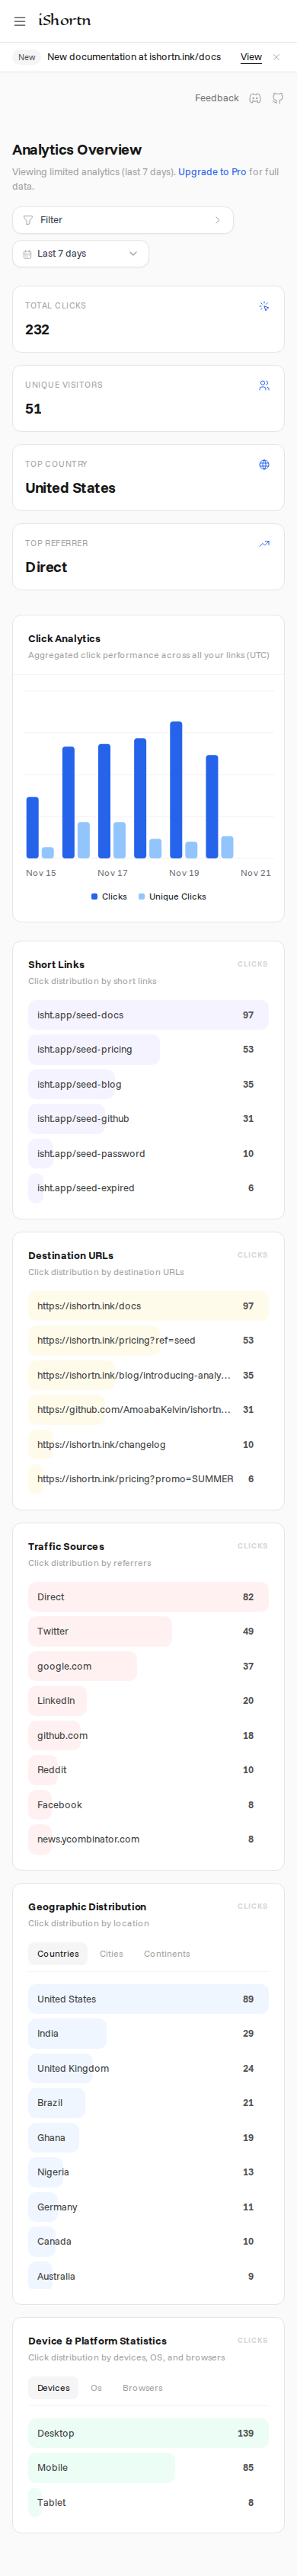 iShortn
New New documentation at ishortn.ink/docs View
Feedback
Analytics Overview
Viewing limited analytics (last 7 days). Upgrade to Pro for full
data.
Filter
Last 7 days
TOTAL CLICKS
232
UNIQUE VISITORS
51
TOP COUNTRY
United States
TOP REFERRER
Direct
Click Analytics
Aggregated click performance across all your links (UTC)
Nov 15 Nov 17 Nov 19 Nov 21
Clicks Unique Clicks
Short Links CLICKS
Click distribution by short links
isht.app/seed-docs 97
isht.app/seed-pricing 53
isht.app/seed-blog 35
isht.app/seed-github 31
isht.app/seed-password 10
isht.app/seed-expired 6
Destination URLs CLICKS
Click distribution by destination URLs
https://ishortn.ink/docs 97
https://ishortn.ink/pricing?ref=seed 53
https://ishortn.ink/blog/introducing-analy... 35
https://github.com/AmoabaKelvin/ishortn... 31
https://ishortn.ink/changelog 10
https://ishortn.ink/pricing?promo=SUMMER 6
Traffic Sources CLICKS
Click distribution by referrers
Direct 82
Twitter 49
google.com 37
LinkedIn 20
github.com 18
Reddit 10
Facebook 8
news.ycombinator.com 8
Geographic Distribution CLICKS
Click distribution by location
Countries Cities Continents
United States 89
India 29
United Kingdom 24
Brazil 21
Ghana 19
Nigeria 13
Germany 11
Canada 10
Australia 9
Device & Platform Statistics CLICKS
Click distribution by devices, OS, and browsers
Devices Os Browsers
Desktop 139
Mobile 85
Tablet 8